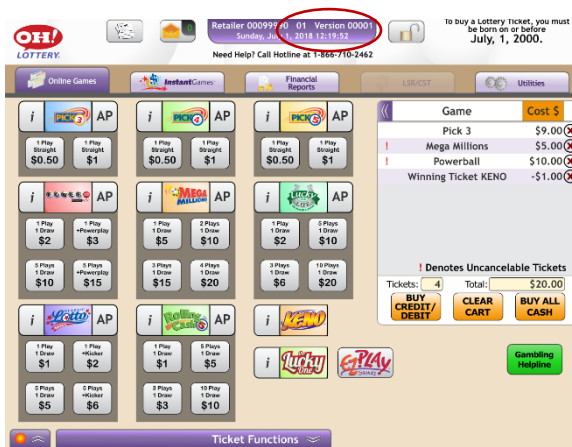 OH!
LOTTERY
0
Retailer 00099990 01 Version 00001
Sunday, July 1, 2018 12:19:52
Need Help? Call Hotline at 1-866-710-2462
To buy a Lottery Ticket, you must
be born on or before
July, 1, 2000.
Online Games
InstantGames
Financial
Reports
LSR/CST
Utilities
i PICK 3 AP
1 Play
Straight
$0.50
1 Play
Straight
$1
i PICK 4 AP
1 Play
Straight
$0.50
1 Play
Straight
$1
i PICK 5 AP
1 Play
Straight
$0.50
1 Play
Straight
$1
i POWERBALL AP
1 Play
1 Draw
$2
1 Play
+Powerplay
$3
5 Plays
1 Draw
$10
5 Plays
+Powerplay
$15
i MEGA MILLIONS AP
1 Play
1 Draw
$5
2 Plays
1 Draw
$10
3 Plays
1 Draw
$15
4 Plays
1 Draw
$20
i AP
1 Play
1 Draw
$2
5 Plays
1 Draw
$10
3 Plays
1 Draw
$6
10 Plays
1 Draw
$20
i Lotto AP
1 Play
1 Draw
$1
1 Play
+Kicker
$2
5 Plays
1 Draw
$5
5 Plays
+Kicker
$6
i Rolling Cash 5 AP
1 Play
1 Draw
$1
5 Plays
1 Draw
$5
3 Plays
1 Draw
$3
10 Play
1 Draw
$10
i KENO
i Lucky One
EZPLAY
Game Cost $
Pick 3 $9.00
! Mega Millions $5.00
! Powerball $10.00
Winning Ticket KENO -$1.00
! Denotes Uncancelable Tickets
Tickets: 4 Total: $20.00
BUY
CREDIT/
DEBIT
CLEAR
CART
BUY ALL
CASH
Gambling
Helpline
Ticket Functions